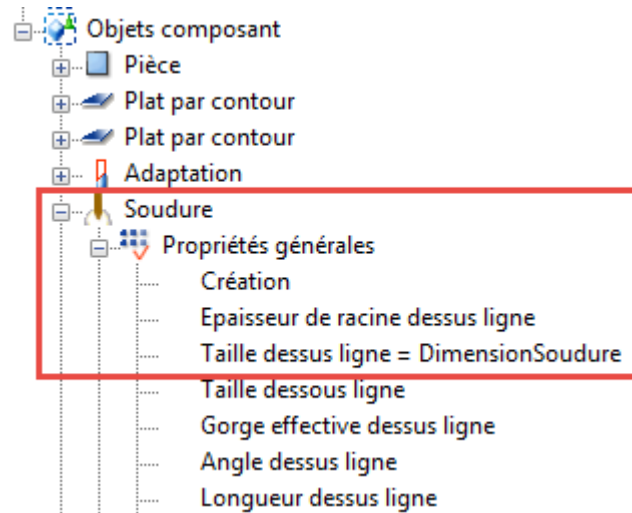 Objets composant
Pièce
Plat par contour
Plat par contour
Adaptation
Soudure
Propriétés générales
Création
Epaisseur de racine dessus ligne
Taille dessus ligne = DimensionSoudure
Taille dessous ligne
Gorge effective dessus ligne
Angle dessus ligne
Longueur dessus ligne